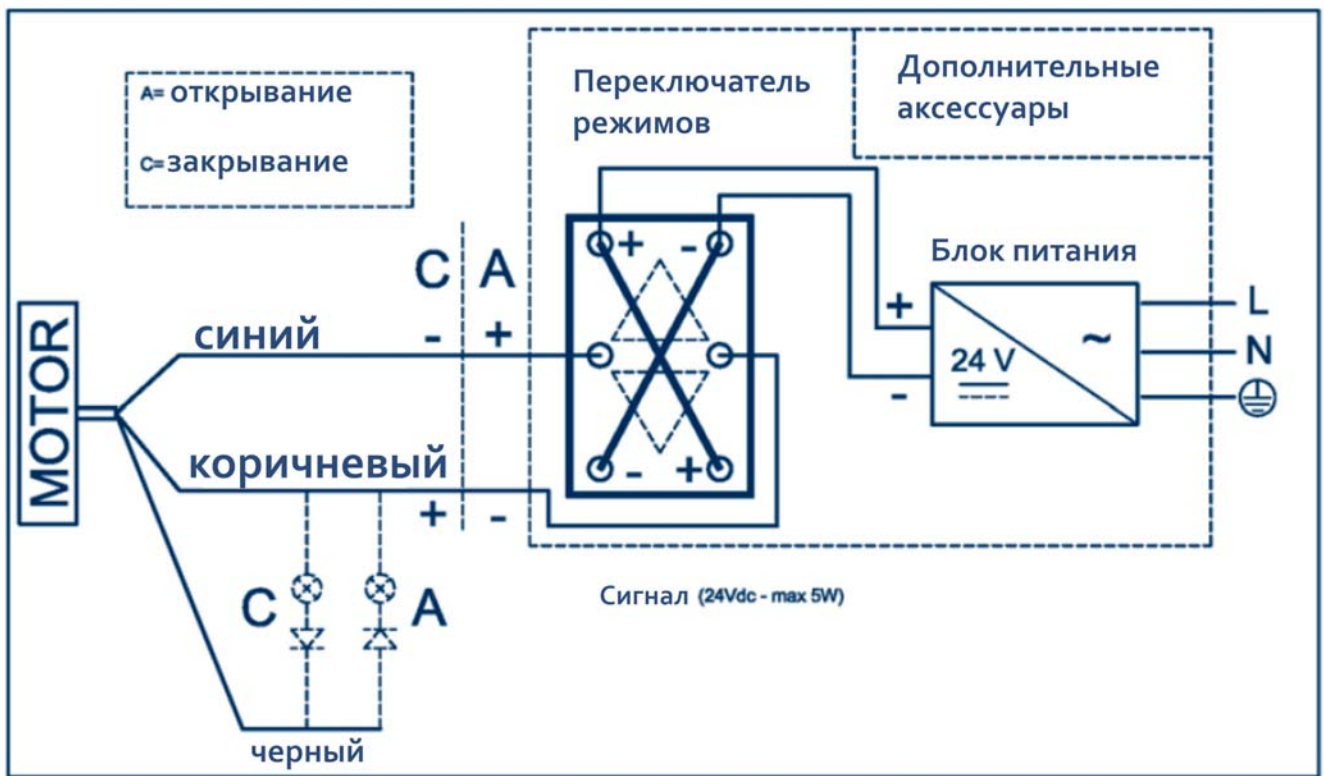 A= открывание
C= закрывание
Переключатель
режимов
Дополнительные
аксессуары
Блок питания
C A
- +
синий
MOTOR
коричневый
+ -
+ -
- +
+
-
24 V
~
L
N
C A
Сигнал (24Vdc - max 5W)
черный